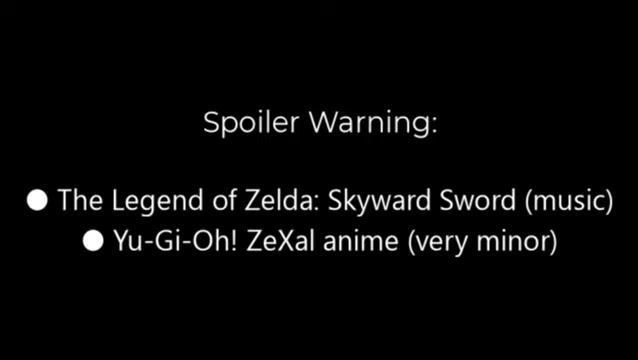 Spoiler Warning:
● The Legend of Zelda: Skyward Sword (music)
● Yu-Gi-Oh! ZeXal anime (very minor)